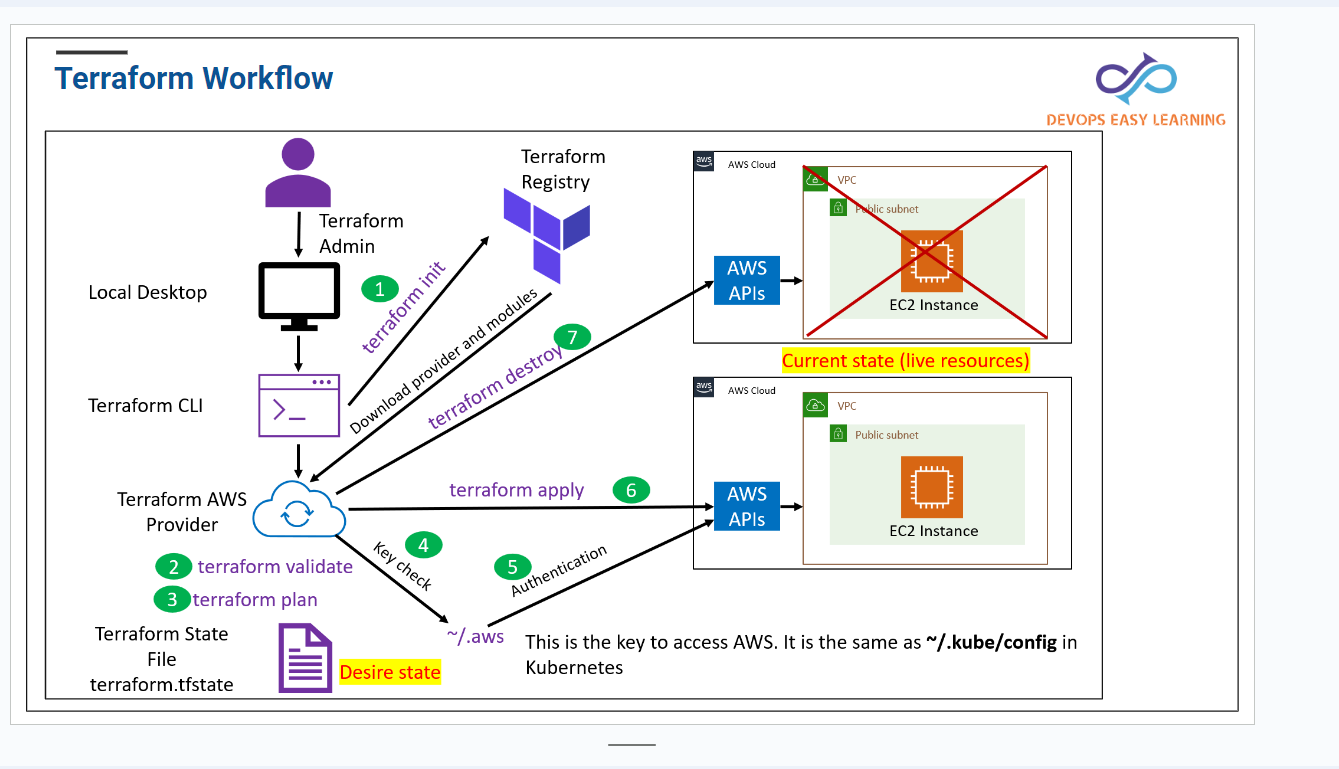 Terraform Workflow
DEVOPS EASY LEARNING
Terraform
Admin
Local Desktop
1
terraform init
Terraform
Registry
Download provider and modules
7
terraform destroy
Terraform CLI
Terraform AWS
Provider
2 terraform validate
3 terraform plan
4
Key check
~/.aws
5
Authentication
terraform apply 6
Terraform State
File
terraform.tfstate
Desire state
This is the key to access AWS. It is the same as ~/.kube/config in
Kubernetes
aws
AWS Cloud
VPC
Public subnet
AWS
APIs
EC2 Instance
Current state (live resources)
aws
AWS Cloud
VPC
Public subnet
AWS
APIs
EC2 Instance